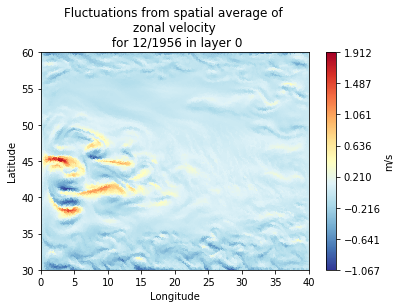 Fluctuations from spatial average of
zonal velocity
for 12/1956 in layer 0
60
55
50
45
40
35
30
Latitude
0 5 10 15 20 25 30 35 40
Longitude
1.912
1.487
1.061
0.636
0.210
−0.216
−0.641
−1.067
m/s